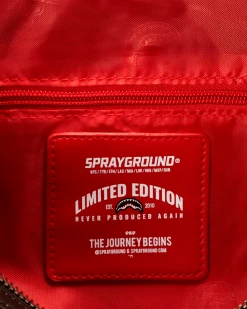 SPRAYGROUND®
LIMITED EDITION
EST. 2010
NEVER PRODUCED AGAIN
THE JOURNEY BEGINS
@SPRAYGROUND & SPRAYGROUND.COM